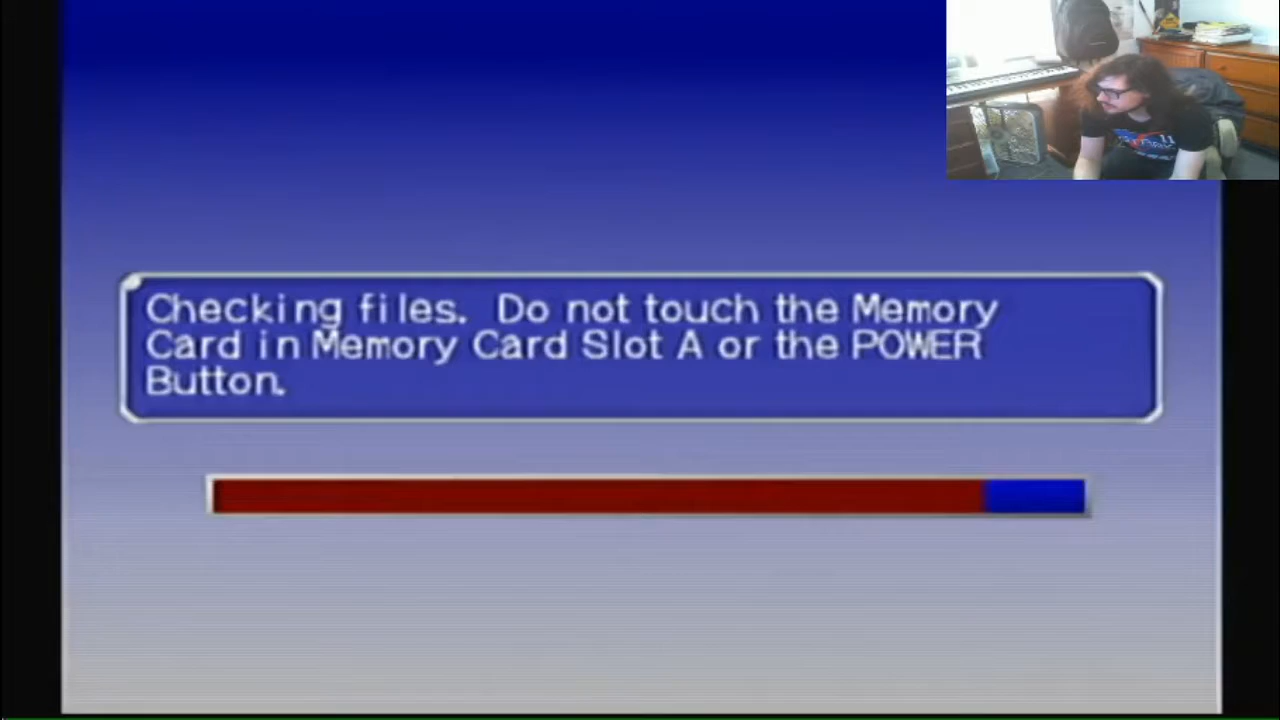 Checking files.  Do not touch the Memory
Card in Memory Card Slot A or the POWER
Button.